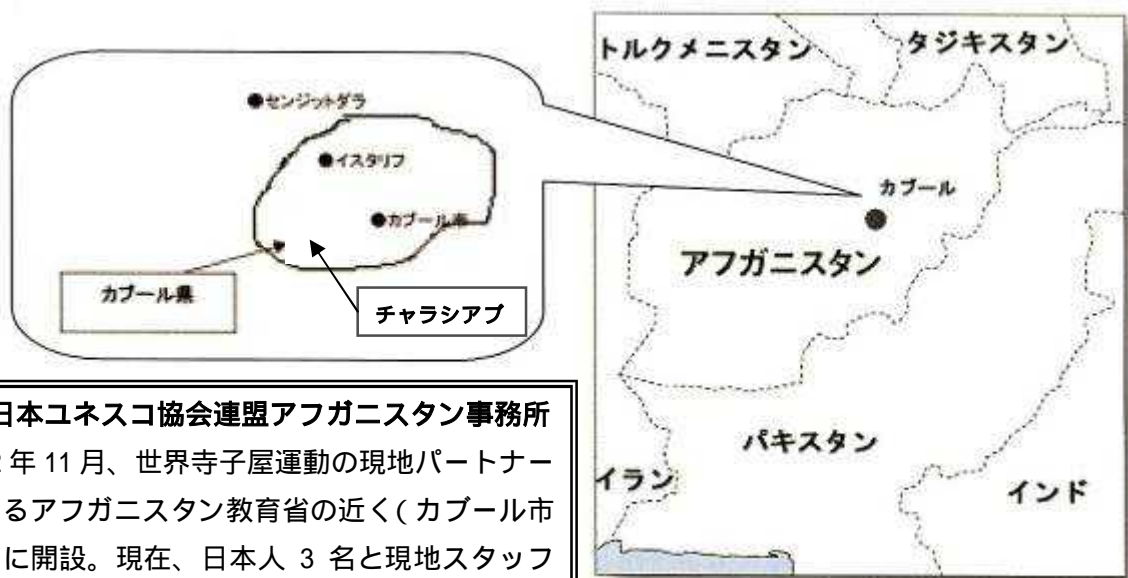 トルクメニスタン
タジキスタン
●センジットダラ
●イスタリフ
●カブール市
カブール
アフガニスタン
カブール県
チャラシアブ
パキスタン
イラン
インド
日本ユネスコ協会連盟アフガニスタン事務所
年 11 月、世界寺子屋運動の現地パートナー
るアフガニスタン教育省の近く(カブール市
に開設。現在、日本人 3 名と現地スタッフ